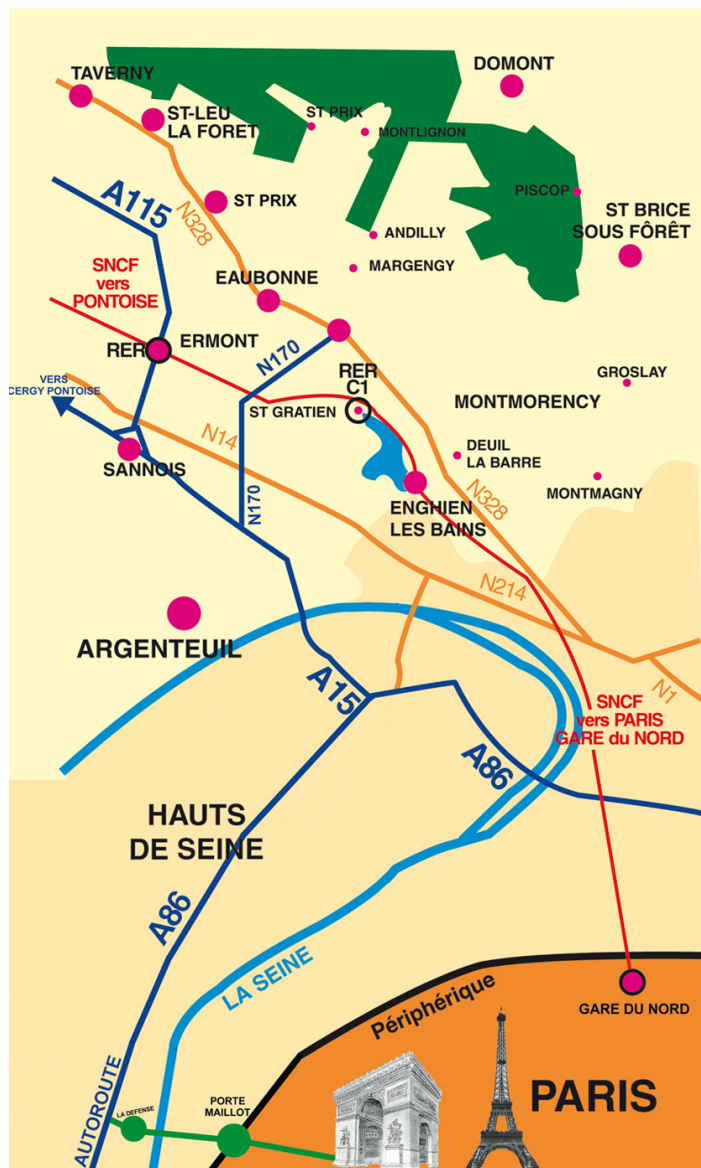 TAVERNY
DOMONT
ST-LEU
LA FORET
ST PRIX
MONTLIGNON
A115
N328
ST PRIX
PISCOP
ST BRICE
SOUS FÔRÊT
ANDILLY
MARGENGY
SNCF
vers
PONTOISE
EAUBONNE
RER
ERMONT
N170
RER
C1
GROSLAY
VERS
CERGY PONTOISE
ST GRATIEN
MONTMORENCY
N14
SANNOIS
DEUIL
LA BARRE
MONTMAGNY
N170
ENGHIEN
LES BAINS
N328
N214
ARGENTEUIL
A15
N1
SNCF
vers PARIS
GARE du NORD
A86
HAUTS
DE SEINE
A86
LA SEINE
Périphérique
GARE DU NORD
AUTOROUTE
LA DEFENSE
PORTE
MAILLOT
PARIS